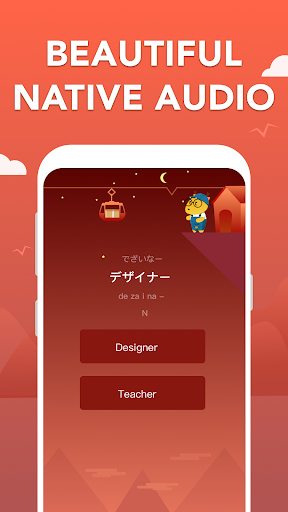 BEAUTIFUL
NATIVE AUDIO
でざいなー
デザイナー
de za i na –
N
Designer
Teacher